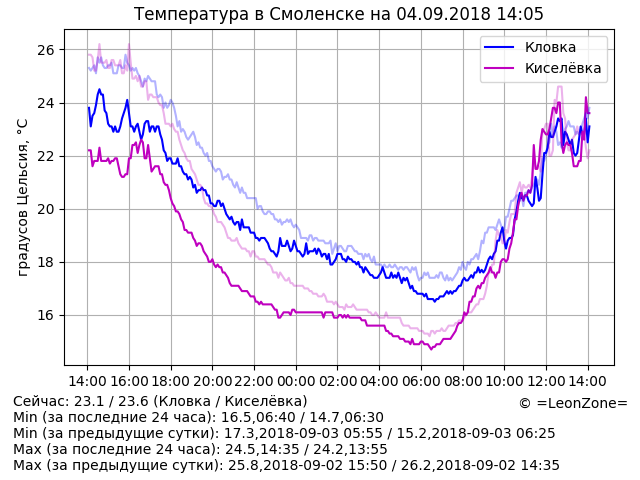 Температура в Смоленске на 04.09.2018 14:05
градусов Цельсия, °C
26
24
22
20
18
16
Кловка
Киселёвка
14:00 16:00 18:00 20:00 22:00 00:00 02:00 04:00 06:00 08:00 10:00 12:00 14:00
Сейчас: 23.1 / 23.6 (Кловка / Киселёвка)
© =LeonZone=
Min (за последние 24 часа): 16.5,06:40 / 14.7,06:30
Min (за предыдущие сутки): 17.3,2018-09-03 05:55 / 15.2,2018-09-03 06:25
Max (за последние 24 часа): 24.5,14:35 / 24.2,13:55
Max (за предыдущие сутки): 25.8,2018-09-02 15:50 / 26.2,2018-09-02 14:35